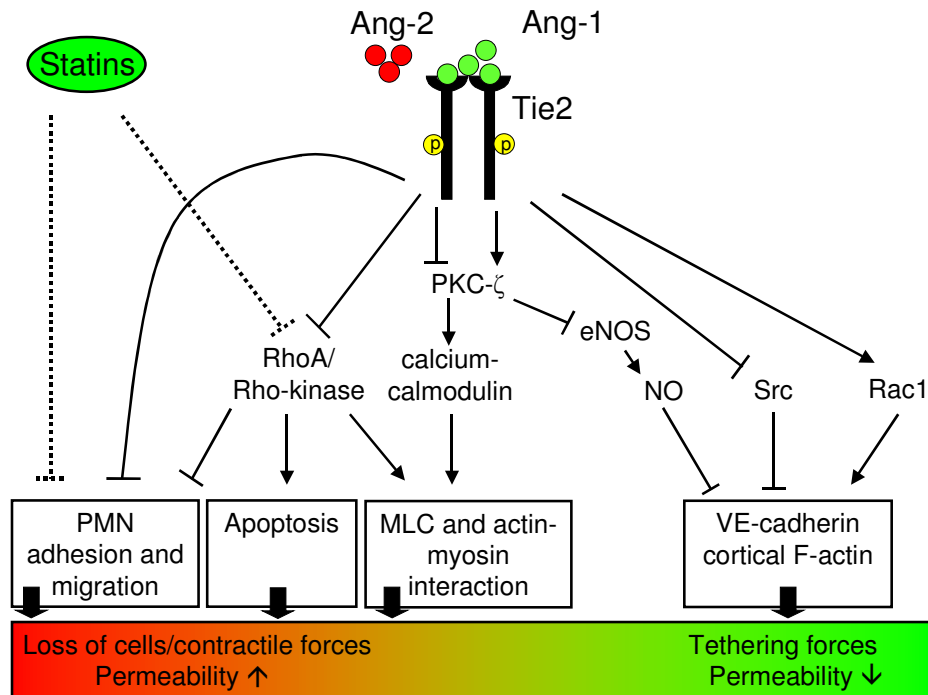 Ang-2
Ang-1
Statins
Tie2
p
p
PKC-ζ
eNOS
RhoA/
Rho-kinase
calcium-
calmodulin
NO
Src
Rac1
PMN
adhesion and
migration
Apoptosis
MLC and actin-
myosin
interaction
VE-cadherin
cortical F-actin
Loss of cells/contractile forces
Permeability ↑
Tethering forces
Permeability ↓